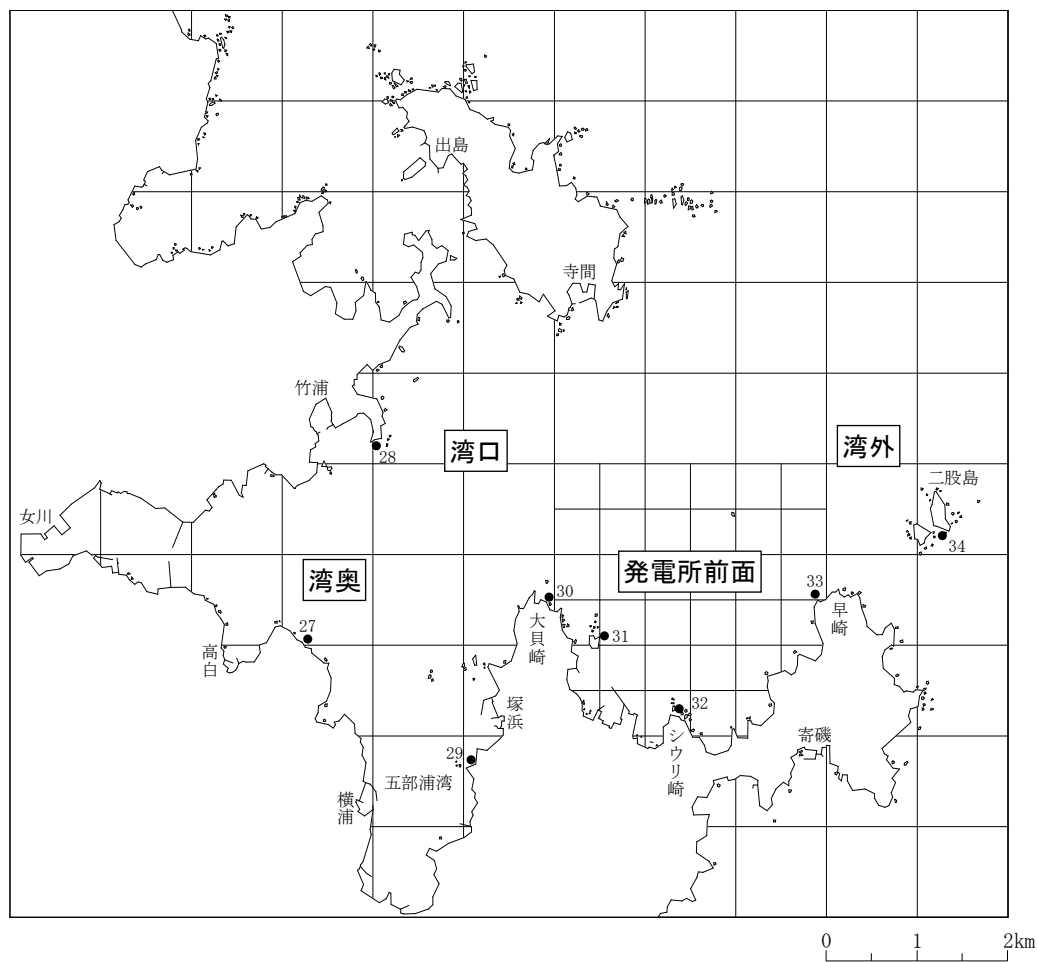 出島
寺間
竹浦
28
湾口
湾外
二股島
34
女川
発電所前面
湾奥
33
30
早崎
大貝崎
27
31
高白
塚浜
32
シウリ崎
寄磯
29
五部浦湾
横浦
0 1 2km